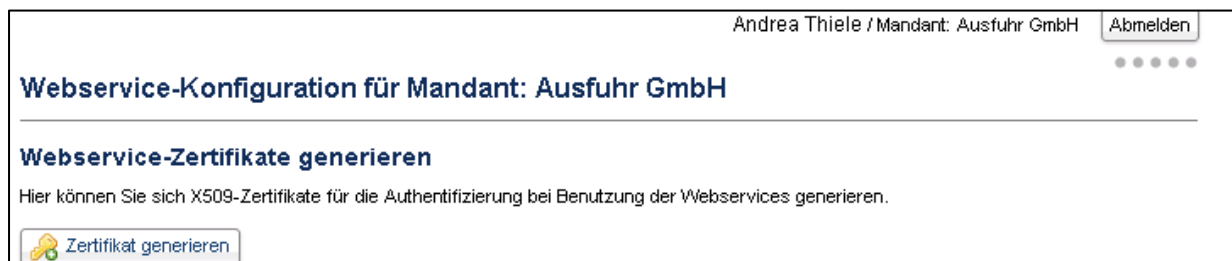 Andrea Thiele / Mandant: Ausfuhr GmbH Abmelden
Webservice-Konfiguration für Mandant: Ausfuhr GmbH
Webservice-Zertifikate generieren
Hier können Sie sich X509-Zertifikate für die Authentifizierung bei Benutzung der Webservices generieren.
Zertifikat generieren